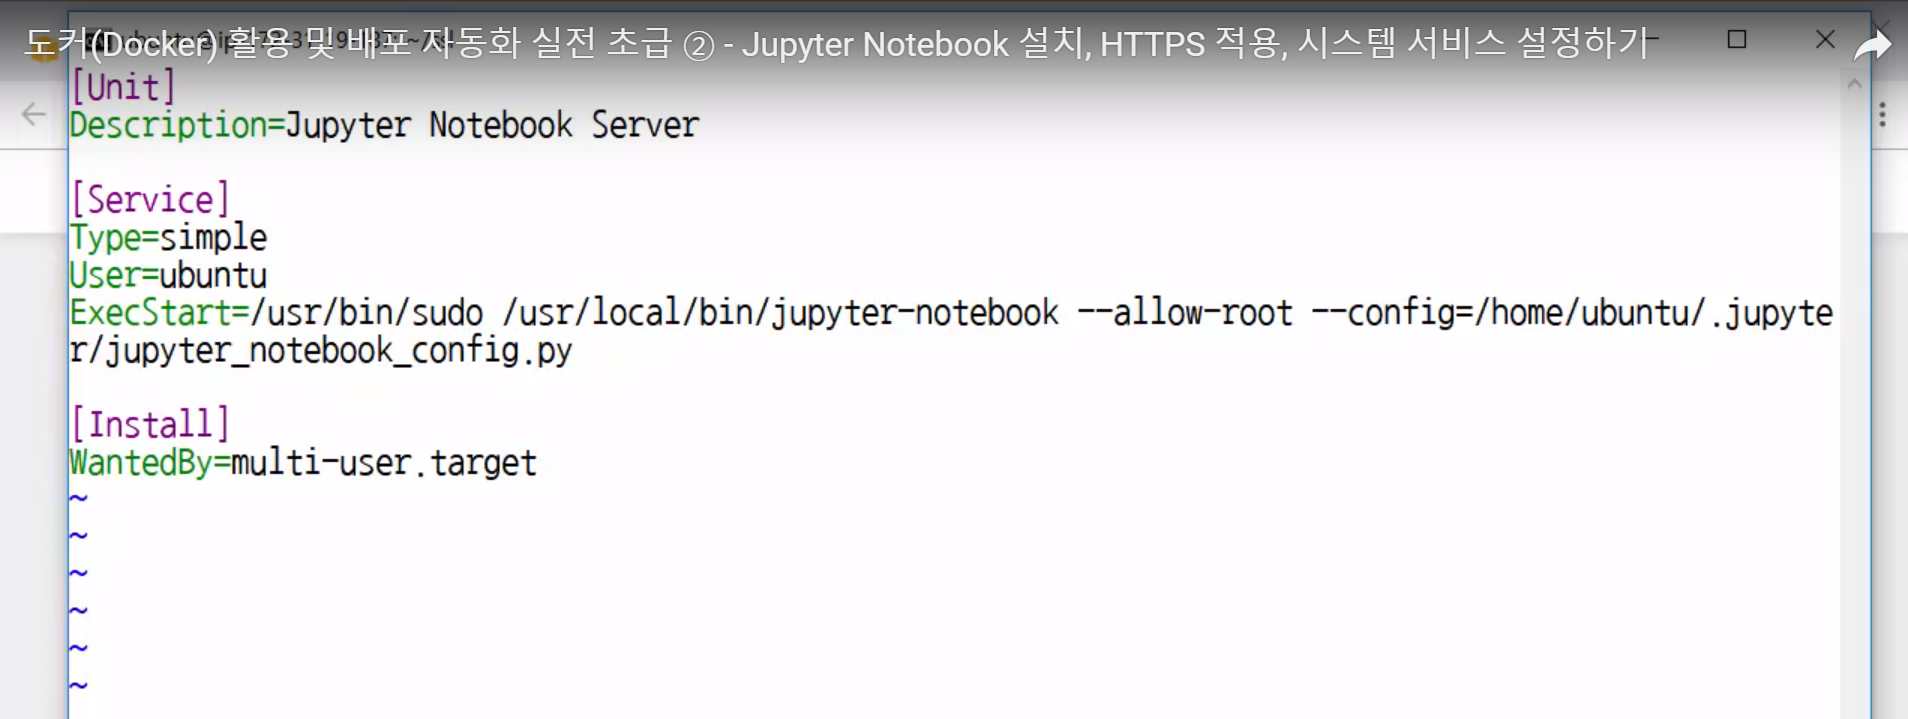 도커(Docker) 활용 및 배포 자동화 실전 초급 ② - Jupyter Notebook 설치, HTTPS 적용, 시스템 서비스 설정하기
[Unit]
Description=Jupyter Notebook Server
[Service]
Type=simple
User=ubuntu
ExecStart=/usr/bin/sudo /usr/local/bin/jupyter-notebook --allow-root --config=/home/ubuntu/.jupyte
r/jupyter_notebook_config.py
[Install]
WantedBy=multi-user.target
~
~
~
~
~
~